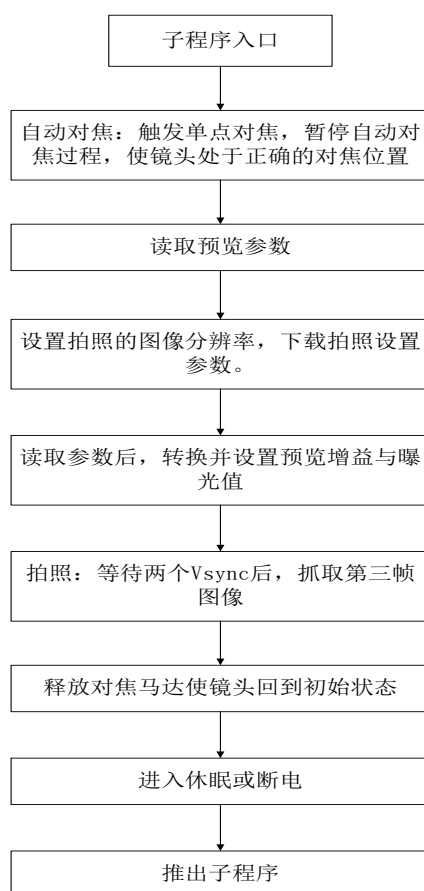 子程序入口
自动对焦：触发单点对焦，暂停自动对
焦过程，使镜头处于正确的对焦位置
读取预览参数
设置拍照的图像分辨率，下载拍照设置
参数。
读取参数后，转换并设置预览增益与曝
光值
拍照：等待两个Vsync后，抓取第三帧
图像
释放对焦马达使镜头回到初始状态
进入休眠或断电
推出子程序